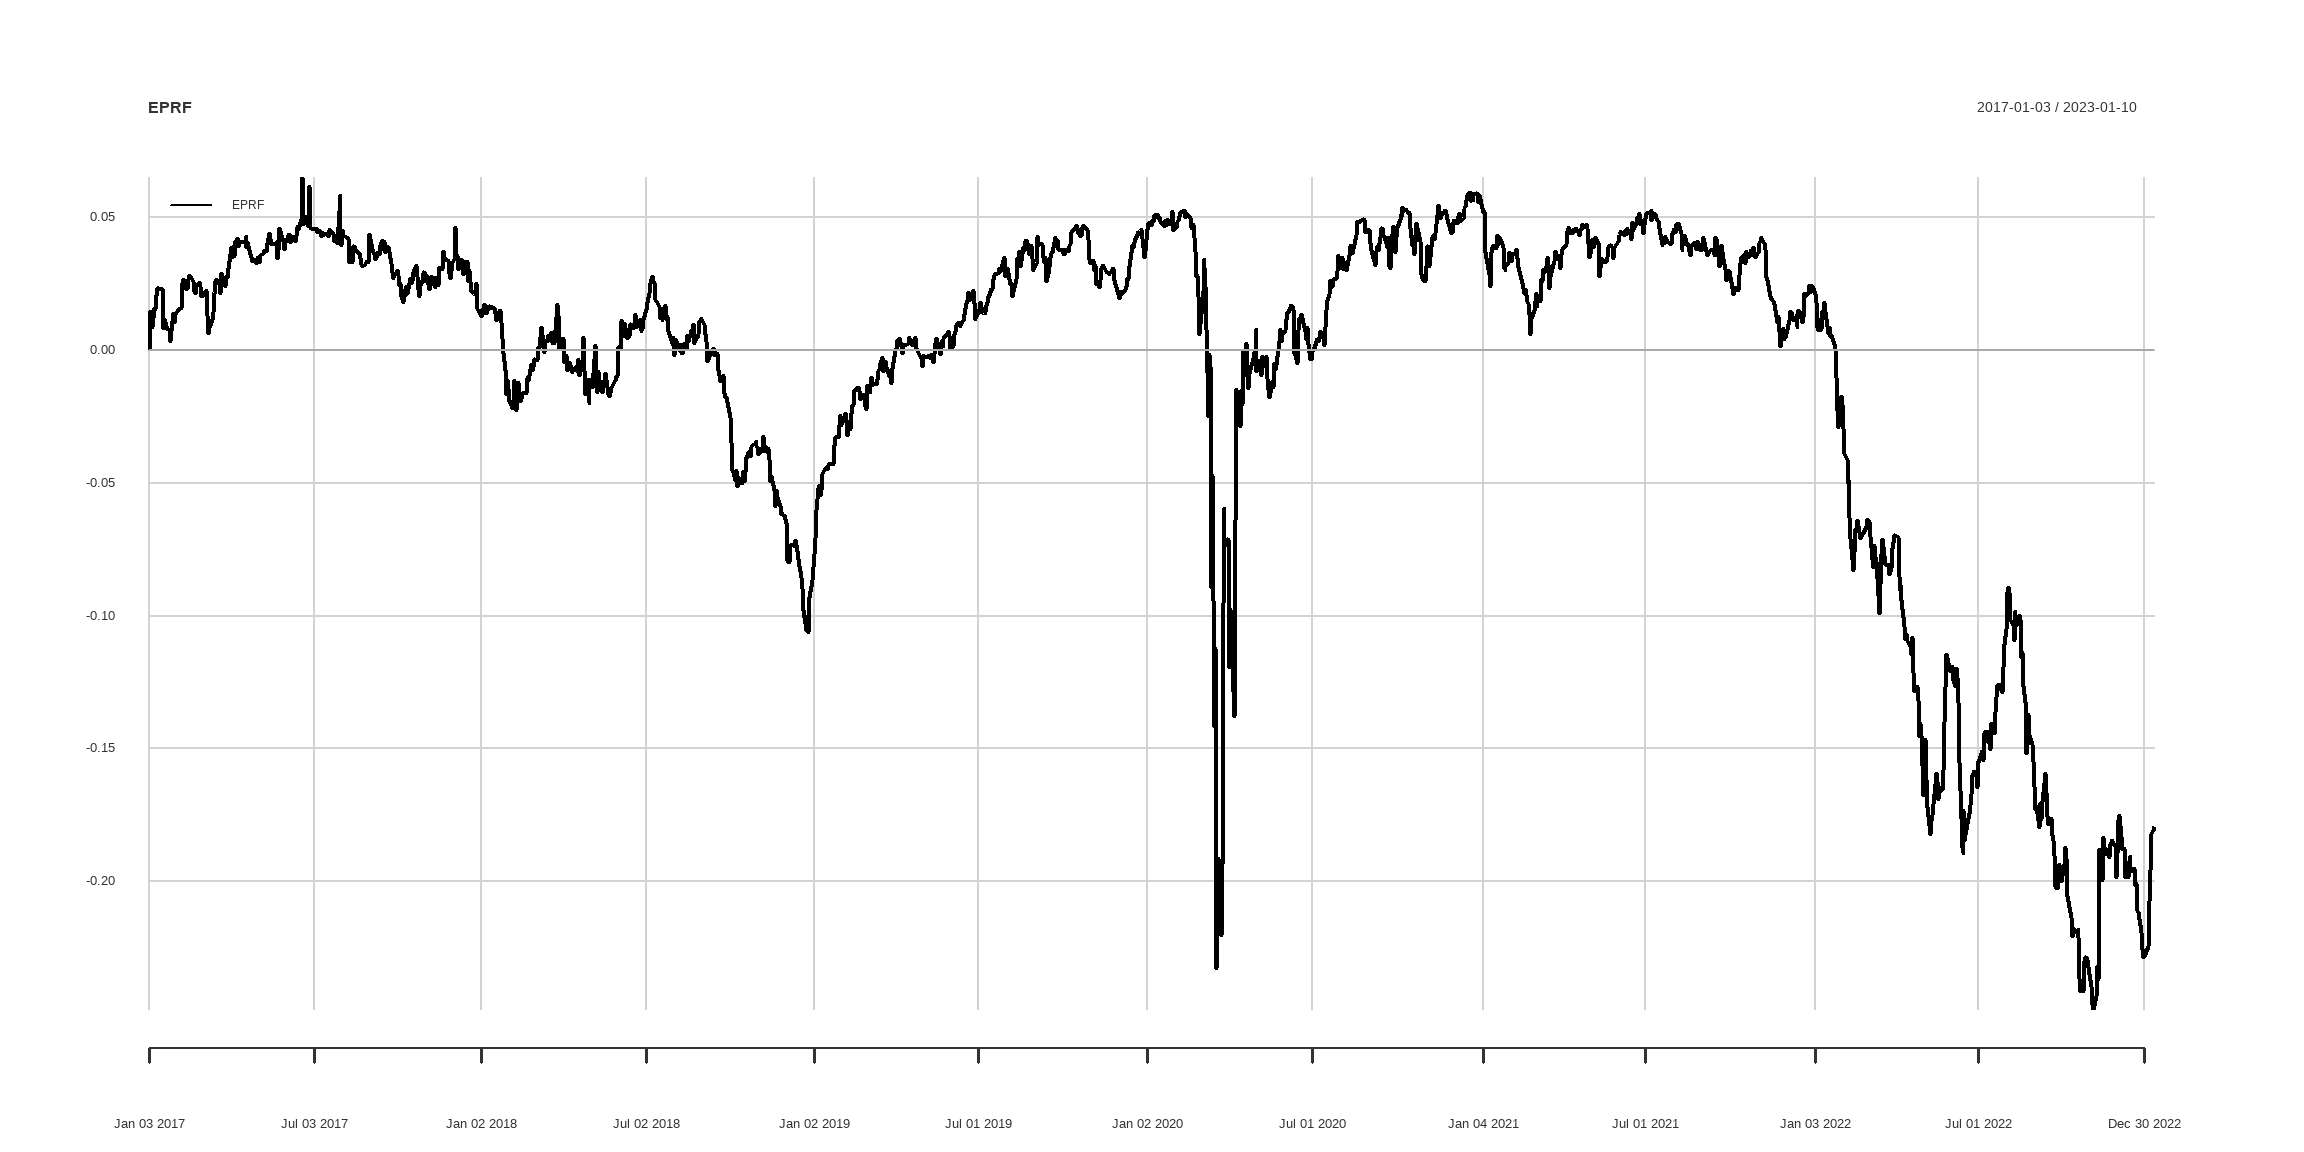 EPRF
2017-01-03 / 2023-01-10
EPRF
0.05
0.00
-0.05
-0.10
-0.15
-0.20
Jan 03 2017
Jul 03 2017
Jan 02 2018
Jul 02 2018
Jan 02 2019
Jul 01 2019
Jan 02 2020
Jul 01 2020
Jan 04 2021
Jul 01 2021
Jan 03 2022
Jul 01 2022
Dec 30 2022